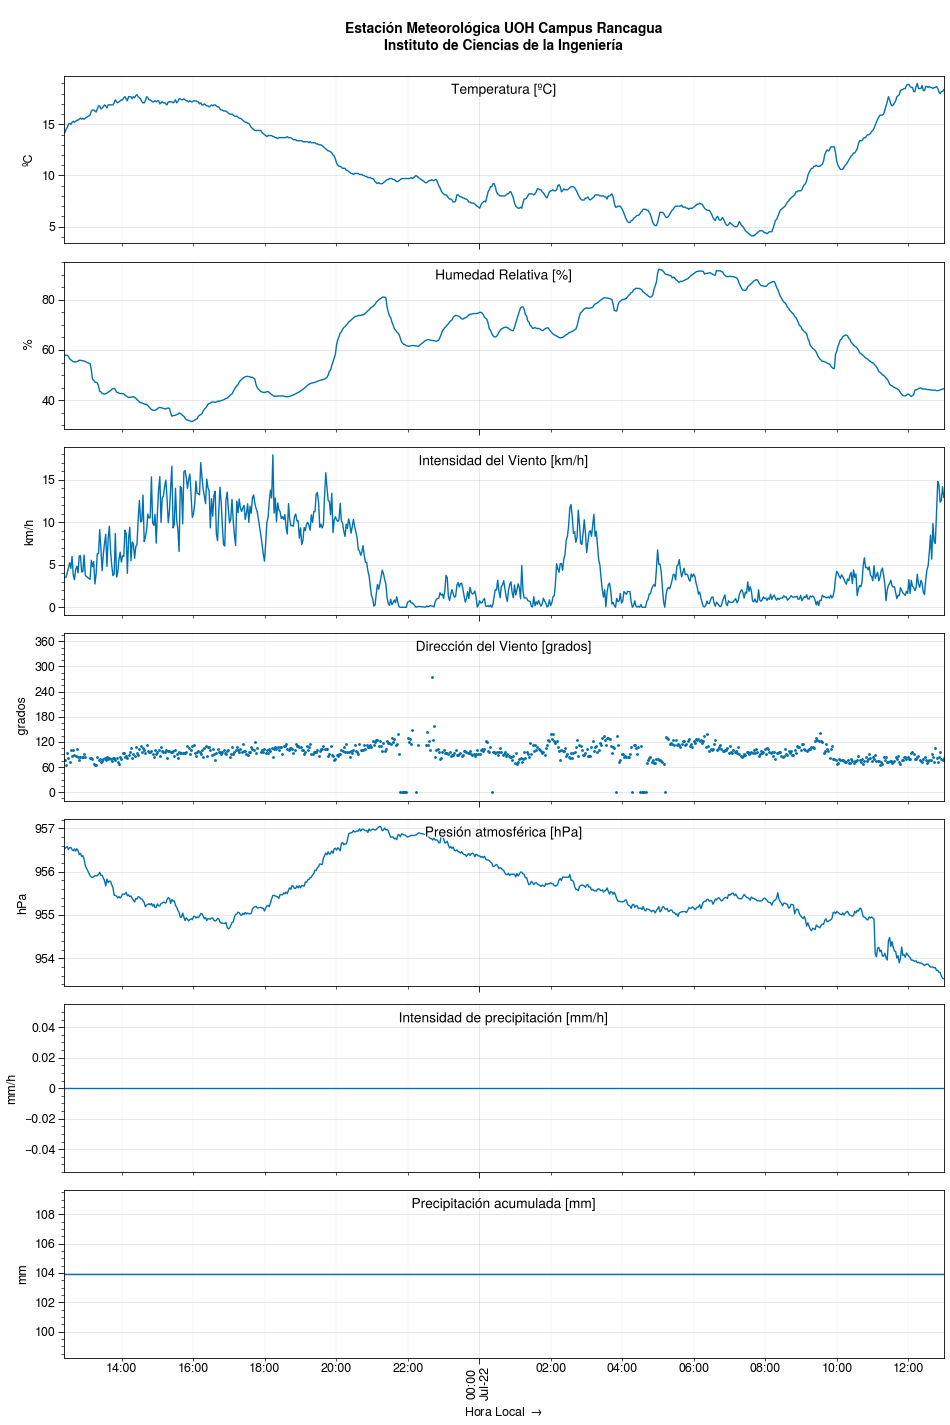 Estación Meteorológica UOH Campus Rancagua
Instituto de Ciencias de la Ingeniería
Temperatura [ºC]
15
10
5
ºC
Humedad Relativa [%]
80
60
40
%
Intensidad del Viento [km/h]
15
10
5
0
km/h
Dirección del Viento [grados]
360
300
240
180
120
60
0
grados
Presión atmosférica [hPa]
957
956
955
954
hPa
Intensidad de precipitación [mm/h]
0.04
0.02
0
−0.02
−0.04
mm/h
Precipitación acumulada [mm]
108
106
104
102
100
mm
14:00 16:00 18:00 20:00 22:00 00:00 02:00 04:00 06:00 08:00 10:00 12:00
Jul-22
Hora Local →